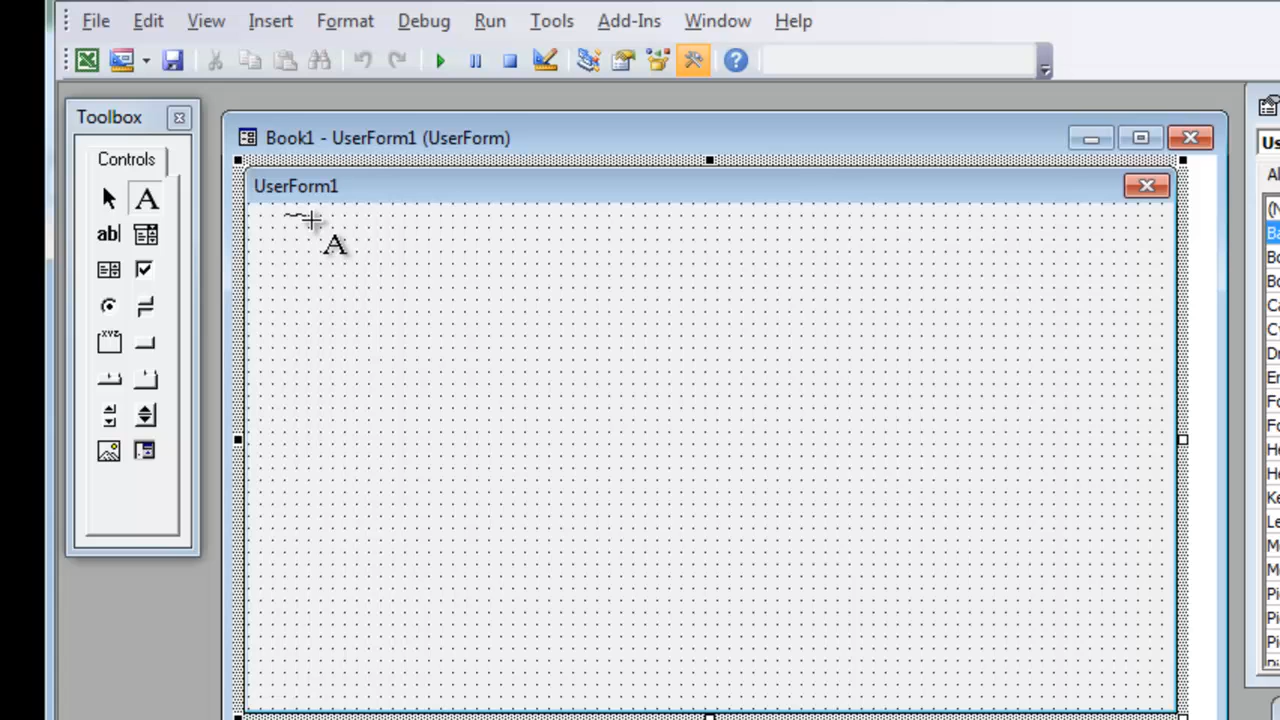 File Edit View Insert Format Debug Run Tools Add-Ins Window Help
Toolbox
Controls
A
ab
XYZ
Book1 - UserForm1 (UserForm)
UserForm1
A